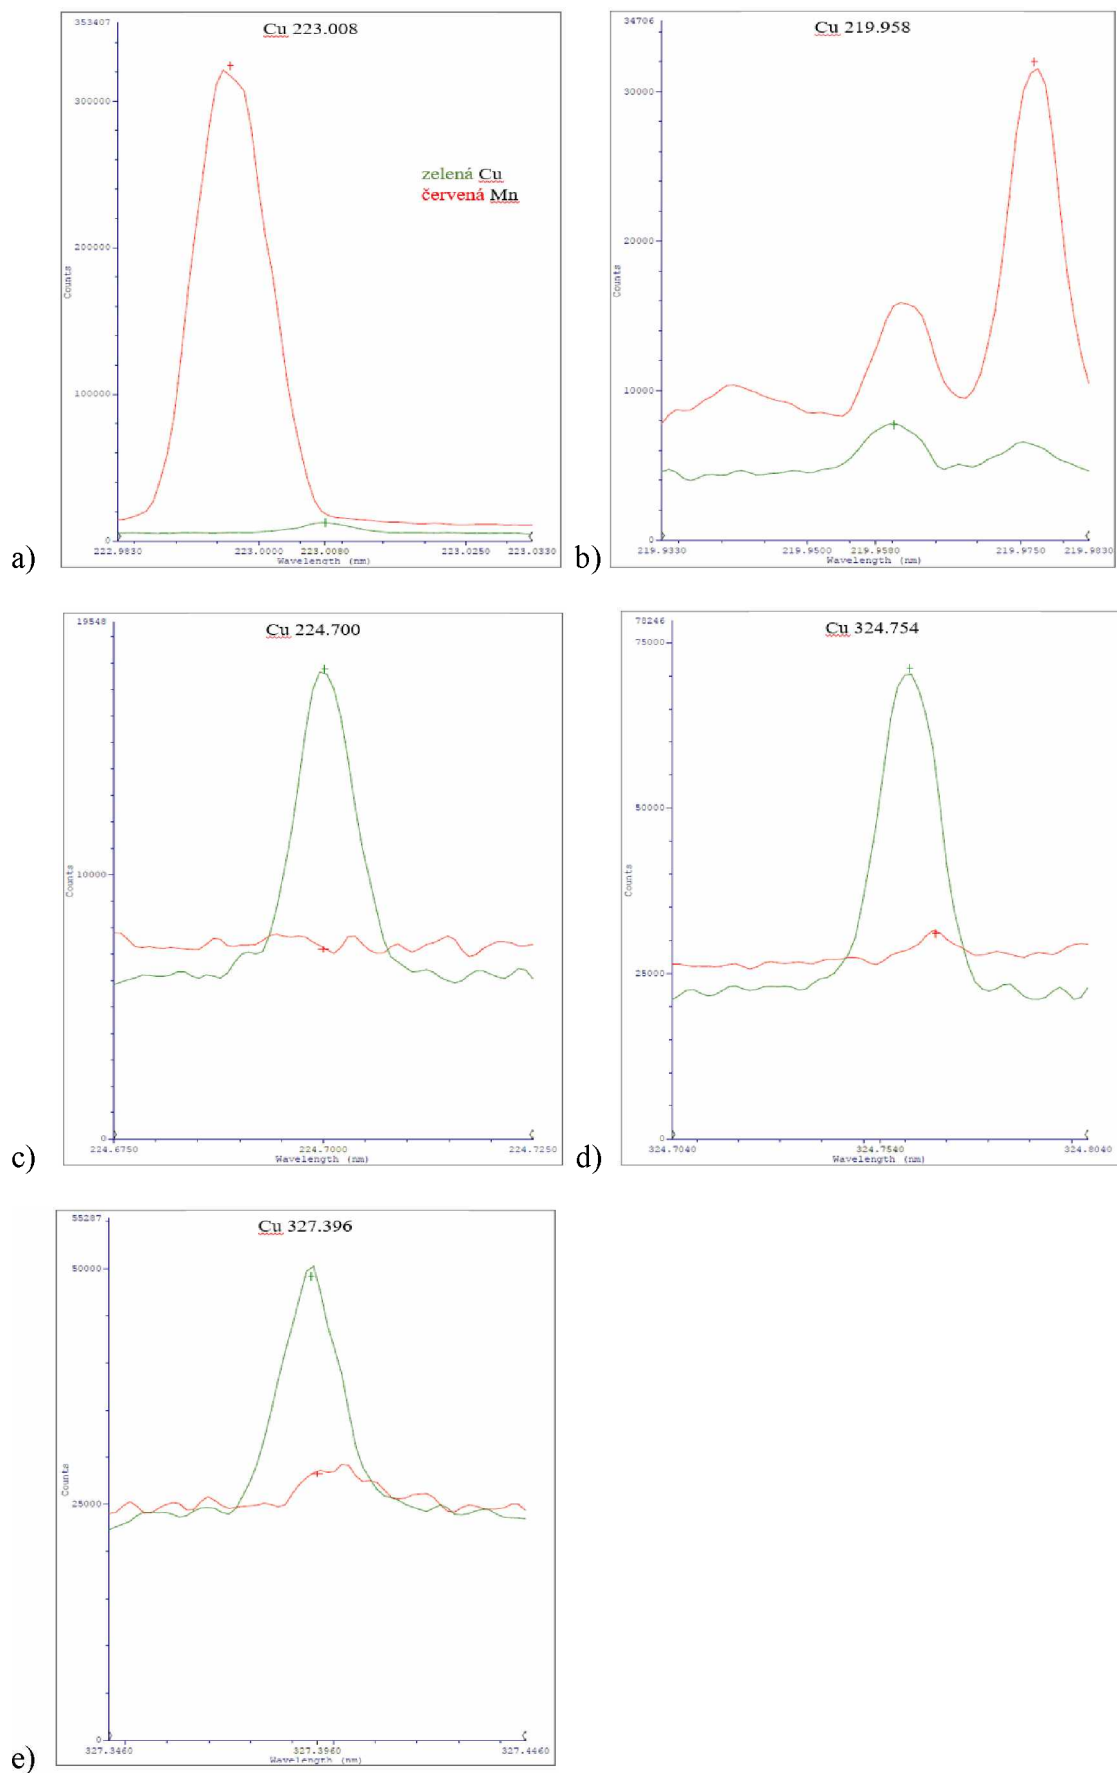 Cu 223.008
353407
300000
200000
100000
0
Counts
zelená Cu
červená Mn
222.9830 223.0000 223.0080 223.0250 223.0330
Wavelength (nm)
a)
Cu 219.958
34706
30000
20000
10000
0
Counts
219.9330 219.9500 219.9580 219.9750 219.9830
Wavelength (nm)
b)
Cu 224.700
19548
10000
0
Counts
224.6750 224.7000 224.7250
Wavelength (nm)
c)
Cu 324.754
78246
75000
50000
25000
0
Counts
324.7040 324.7540 324.8040
Wavelength (nm)
d)
Cu 327.396
55287
50000
25000
0
Counts
327.3460 327.3960 327.4460
Wavelength (nm)
e)